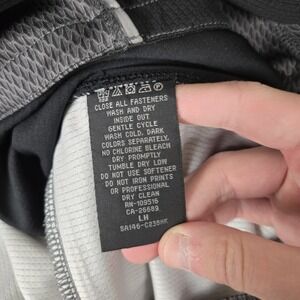 CLOSE ALL FASTENERS
WASH AND DRY
INSIDE OUT
GENTLE CYCLE
WASH COLD. DARK
COLORS SEPARATELY.
NO CHLORINE BLEACH
DRY PROMPTLY
TUMBLE DRY LOW
DO NOT USE SOFTENER
DO NOT IRON PRINTS
OR PROFESSIONAL
DRY CLEAN
RN-109516
CA-26689
LH
SA146-C235HK